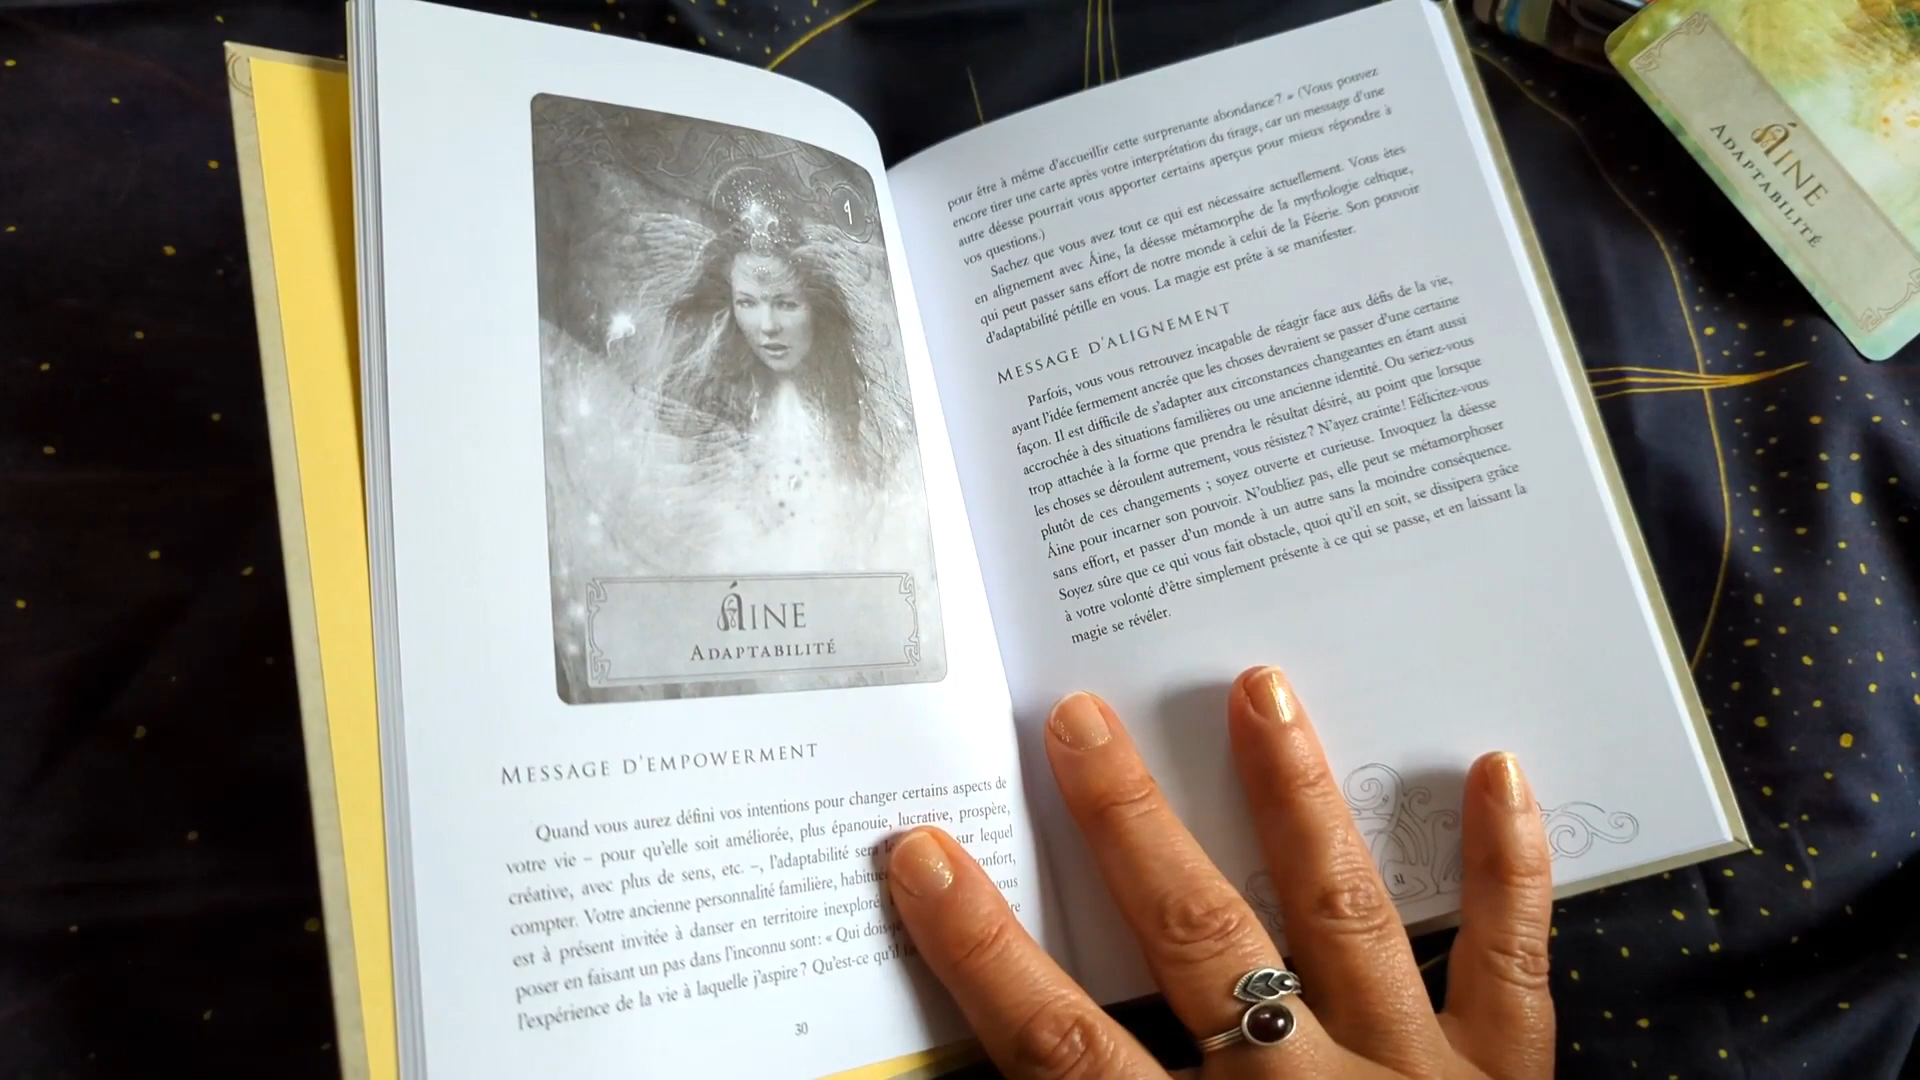 1
ÁINE
ADAPTABILITÉ
MESSAGE D'EMPOWERMENT
Quand vous aurez défini vos intentions pour changer certains aspects de
votre vie – pour qu'elle soit améliorée, plus épanouie, lucrative, prospère,
créative, avec plus de sens, etc. –, l'adaptabilité sera sur lequel
compter. Votre ancienne personnalité familière,
est à présent invitée à danser en territoire inexploré vous
poser en faisant un pas dans l'inconnu sont : « Qui
l'expérience de la vie à laquelle j'aspire ? Qu'est-ce
30
pour être à même d'accueillir cette surprenante abondance ? » (Vous pouvez
encore tirer une carte après votre interprétation du tirage, car un message d'une
autre déesse pourrait vous apporter certains aperçus pour mieux répondre à
vos questions.)
Sachez que vous avez tout ce qui est nécessaire actuellement. Vous êtes
en alignement avec Áine, la déesse métamorphe de la mythologie celtique,
qui peut passer sans effort de notre monde à celui de la Féerie. Son pouvoir
d'adaptabilité pétille en vous. La magie est prête à se manifester.
MESSAGE D'ALIGNEMENT
Parfois, vous vous retrouvez incapable de réagir face aux défis de la vie,
ayant l'idée fermement ancrée que les choses devraient se passer d'une certaine
façon. Il est difficile de s'adapter aux circonstances changeantes en étant aussi
accrochée à des situations familières ou une ancienne identité. Ou seriez-vous
trop attachée à la forme que prendra le résultat désiré, au point que lorsque
les choses se déroulent autrement, vous résistez ? N'ayez crainte ! Félicitez-vous
plutôt de ces changements ; soyez ouverte et curieuse. Invoquez la déesse
Áine pour incarner son pouvoir. N'oubliez pas, elle peut se métamorphoser
sans effort, et passer d'un monde à un autre sans la moindre conséquence.
Soyez sûre que ce qui vous fait obstacle, quoi qu'il en soit, se dissipera grâce
à votre volonté d'être simplement présente à ce qui se passe, et en laissant la
magie se révéler.
31
ÁINE
ADAPTABILITÉ